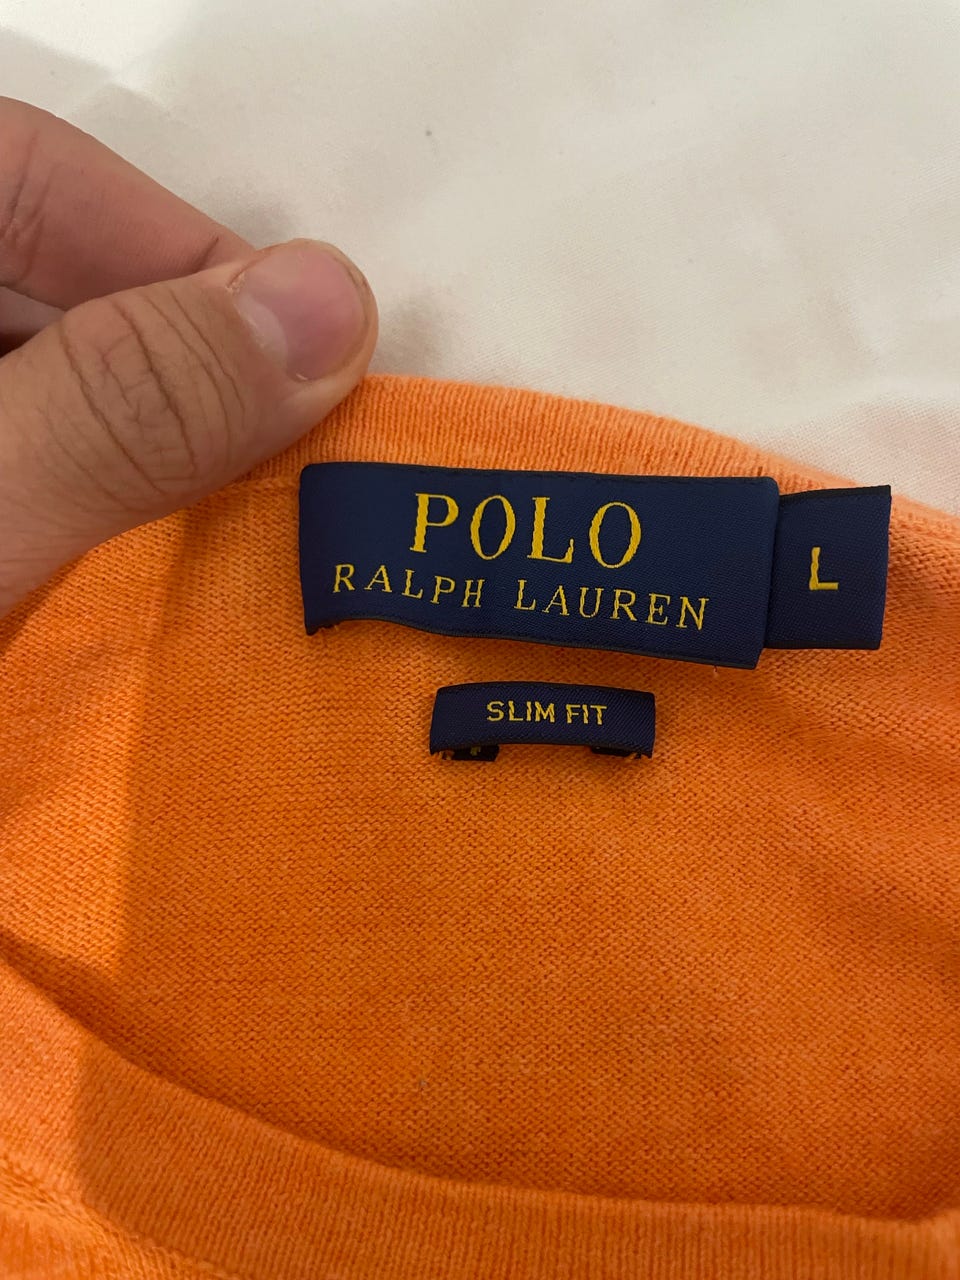 POLO
RALPH LAUREN
L
SLIM FIT